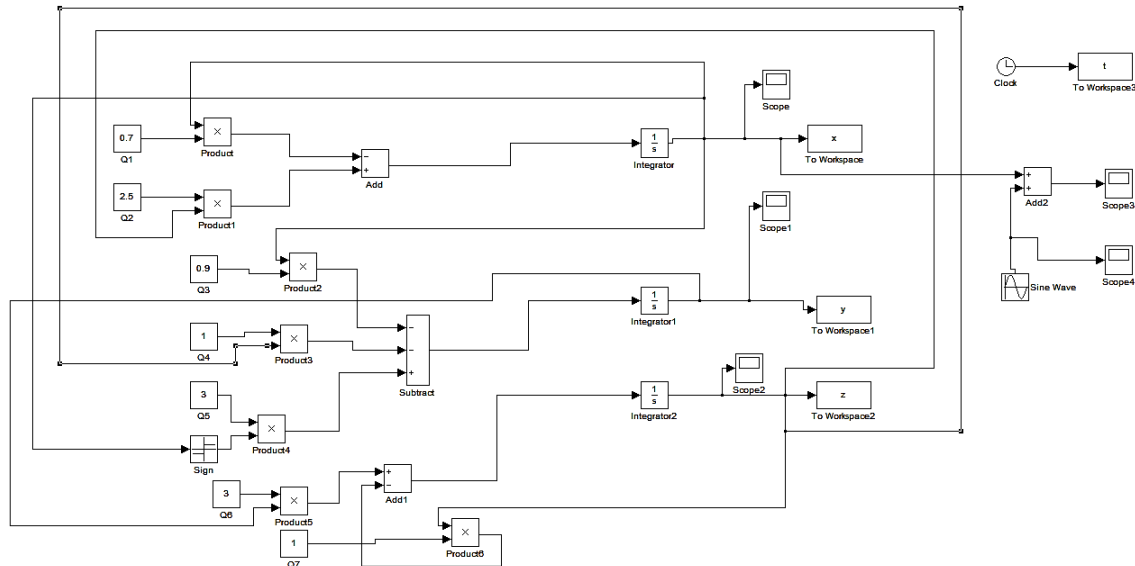 t
Clock
To Workspace3
Scope
0.7
×
Q1
Product
−
+
Add
1
s
Integrator
x
To Workspace
2.5
×
Q2
Product1
+
+
Add2
Scope3
Scope1
0.9
×
Q3
Product2
Scope4
Sine Wave
1
s
Integrator1
y
To Workspace1
1
×
Q4
Product3
−
−
+
Subtract
Scope2
3
Q5
×
Product4
1
s
Integrator2
z
To Workspace2
Sign
3
×
Q6
Product5
+
−
Add1
1
×
Q7
Product6